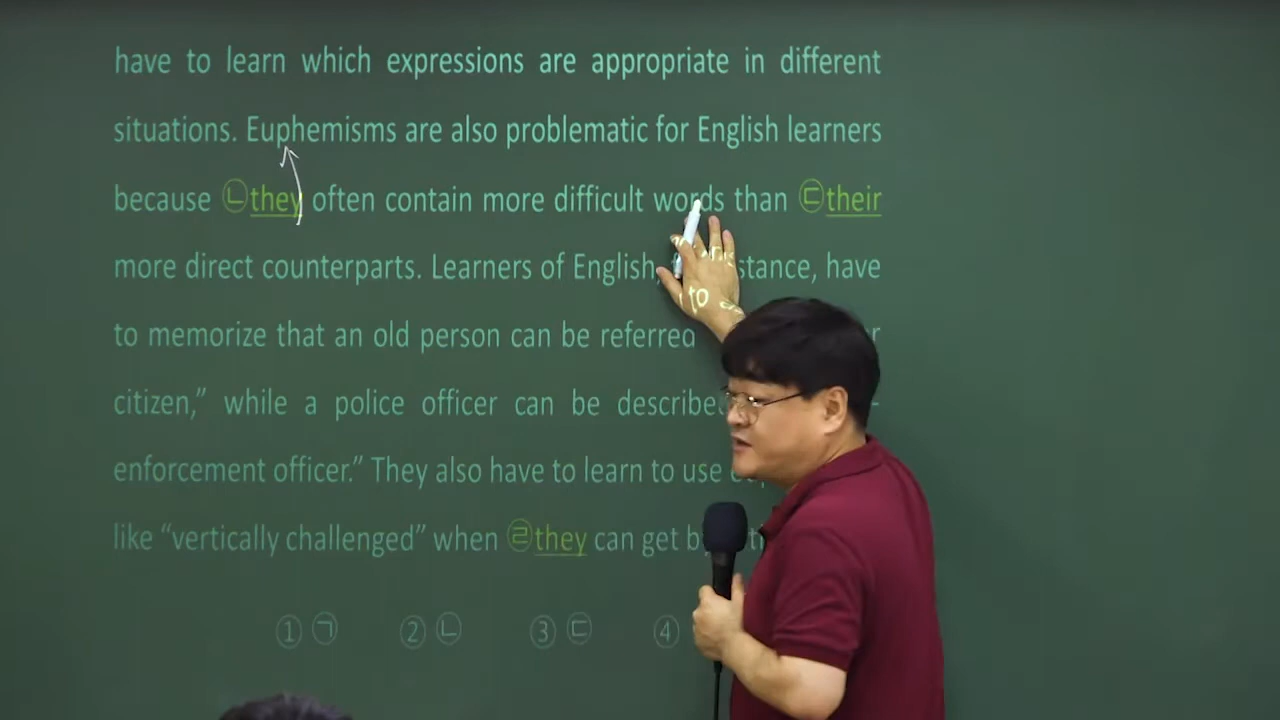 have to learn which expressions are appropriate in different
situations. Euphemisms are also problematic for English learners
because ㉡they often contain more difficult words than ㉢their
more direct counterparts. Learners of English, stance, have
to memorize that an old person can be referred
citizen,” while a police officer can be describe
enforcement officer.” They also have to learn to use
like “vertically challenged” when ㉣they can get b
① ㉠ ② ㉡ ③ ㉢ ④